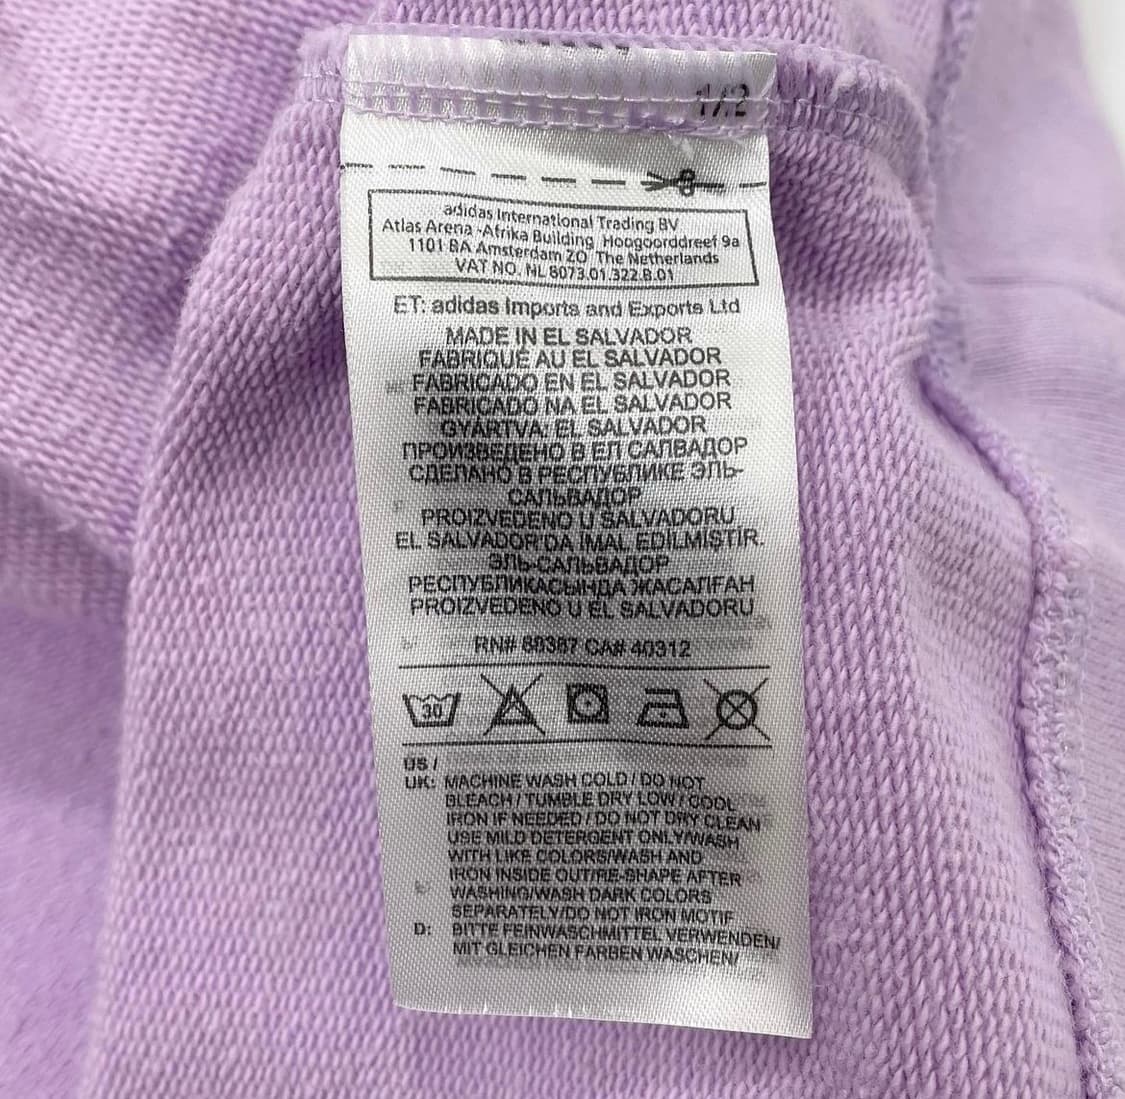 1/2
adidas International Trading BV
Atlas Arena -Afrika Building Hoogoorddreef 9a
1101 BA Amsterdam ZO The Netherlands
VAT NO. NL 8073.01.322.B.01
ET: adidas Imports and Exports Ltd
MADE IN EL SALVADOR
FABRIQUÉ AU EL SALVADOR
FABRICADO EN EL SALVADOR
FABRICADO NA EL SALVADOR
GYÁRTVA: EL SALVADOR
ПРОИЗВЕДЕНО В ЕЛ САЛВАДОР
СДЕЛАНО В РЕСПУБЛИКЕ ЭЛЬ-
САЛЬВАДОР
PROIZVEDENO U SALVADORU
EL SALVADOR'DA İMAL EDİLMİŞTİR.
ЭЛЬ-САЛЬВАДОР
РЕСПУБЛИКАСЫНДА ЖАСАЛҒАН
PROIZVEDENO U EL SALVADORU
RN# 88387 CA# 40312
30
US /
UK: MACHINE WASH COLD / DO NOT
BLEACH / TUMBLE DRY LOW / COOL
IRON IF NEEDED / DO NOT DRY CLEAN
USE MILD DETERGENT ONLY/WASH
WITH LIKE COLORS/WASH AND
IRON INSIDE OUT/RE-SHAPE AFTER
WASHING/WASH DARK COLORS
SEPARATELY/DO NOT IRON MOTIF
D: BITTE FEINWASCHMITTEL VERWENDEN/
MIT GLEICHEN FARBEN WASCHEN/